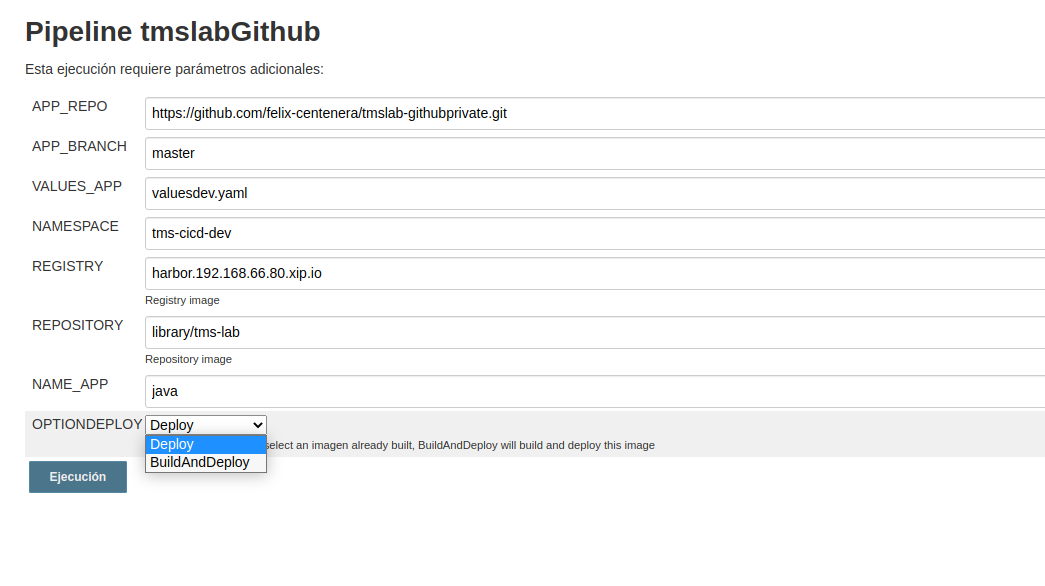 Pipeline tmslabGithub
Esta ejecución requiere parámetros adicionales:
APP_REPO
https://github.com/felix-centenera/tmslab-githubprivate.git
APP_BRANCH
master
VALUES_APP
valuesdev.yaml
NAMESPACE
tms-cicd-dev
REGISTRY
harbor.192.168.66.80.xip.io
Registry image
REPOSITORY
library/tms-lab
Repository image
NAME_APP
java
OPTIONDEPLOY
Deploy
Deploy
select an imagen already built, BuildAndDeploy will build and deploy this image
BuildAndDeploy
Ejecución